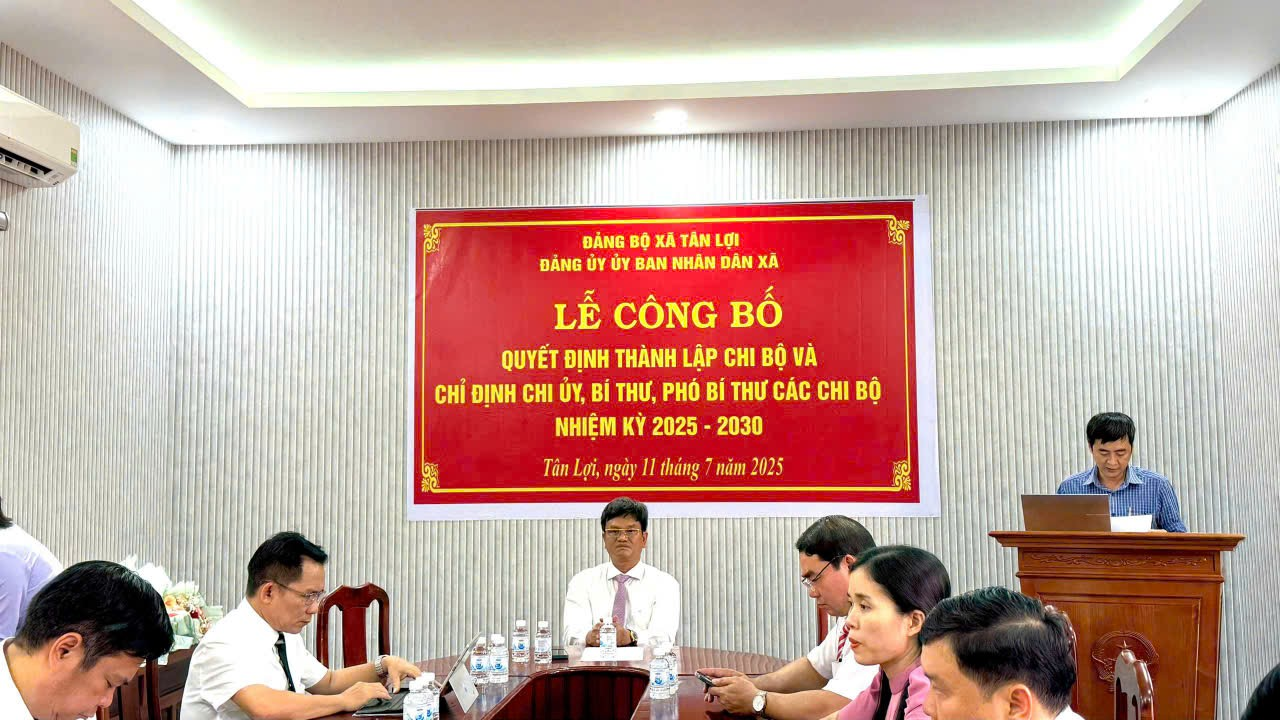 ĐẢNG BỘ XÃ TÂN LỢI
ĐẢNG ỦY ỦY BAN NHÂN DÂN XÃ
LỄ CÔNG BỐ
QUYẾT ĐỊNH THÀNH LẬP CHI BỘ VÀ
CHỈ ĐỊNH CHI ỦY, BÍ THƯ, PHÓ BÍ THƯ CÁC CHI BỘ
NHIỆM KỲ 2025 - 2030
Tân Lợi, ngày 11 tháng 7 năm 2025